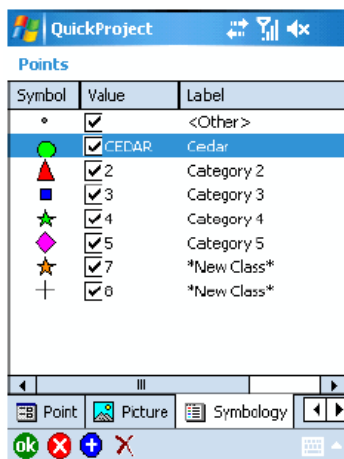 QuickProject
Points
Symbol Value Label
<Other>
CEDAR Cedar
2 Category 2
3 Category 3
4 Category 4
5 Category 5
7 *New Class*
8 *New Class*
Point Picture Symbology
ok